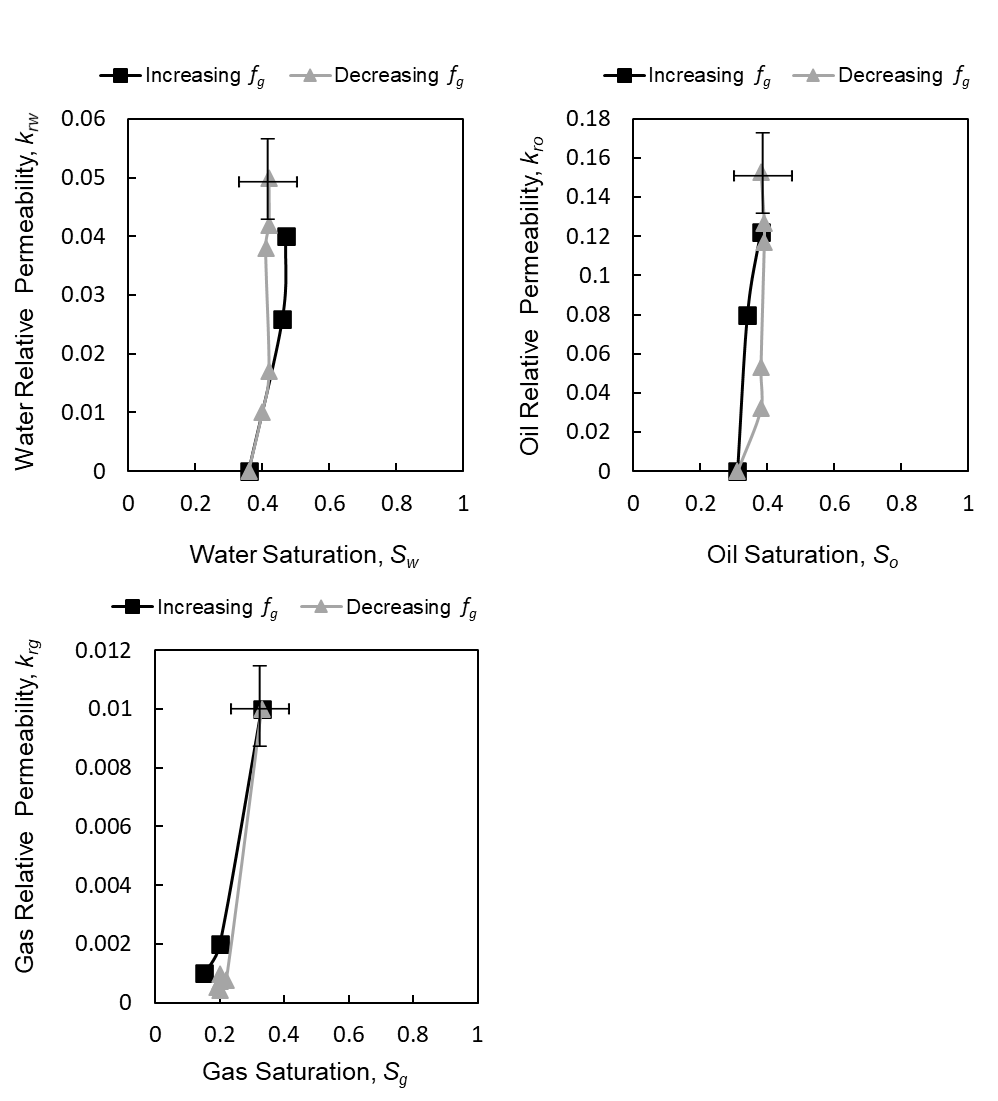 Increasing fg Decreasing fg
Water Relative Permeability, krw
0.06
0.05
0.04
0.03
0.02
0.01
0
0 0.2 0.4 0.6 0.8 1
Water Saturation, Sw
Increasing fg Decreasing fg
Oil Relative Permeability, kro
0.18
0.16
0.14
0.12
0.1
0.08
0.06
0.04
0.02
0
0 0.2 0.4 0.6 0.8 1
Oil Saturation, So
Increasing fg Decreasing fg
Gas Relative Permeability, krg
0.012
0.01
0.008
0.006
0.004
0.002
0
0 0.2 0.4 0.6 0.8 1
Gas Saturation, Sg